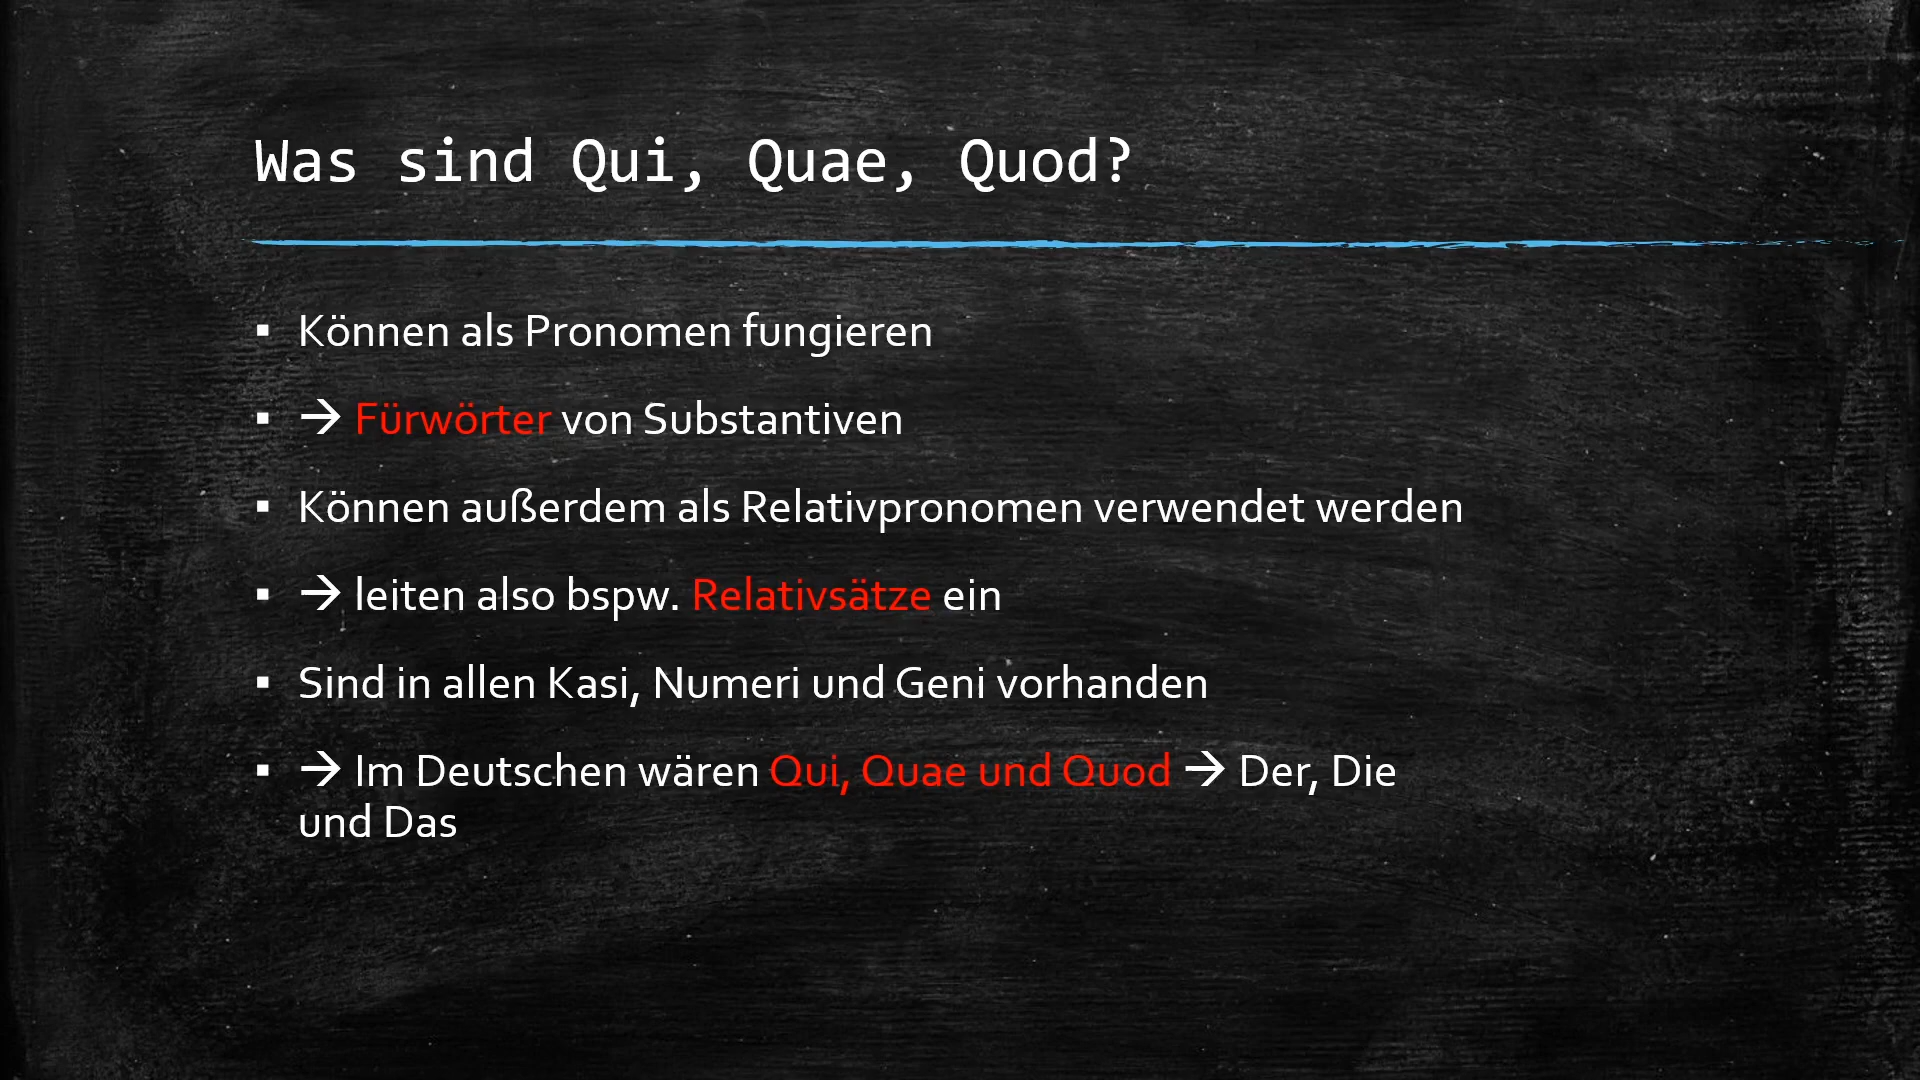 Was sind Qui, Quae, Quod?
▪ Können als Pronomen fungieren
▪ → Fürwörter von Substantiven
▪ Können außerdem als Relativpronomen verwendet werden
▪ → leiten also bspw. Relativsätze ein
▪ Sind in allen Kasi, Numeri und Geni vorhanden
▪ → Im Deutschen wären Qui, Quae und Quod → Der, Die
und Das